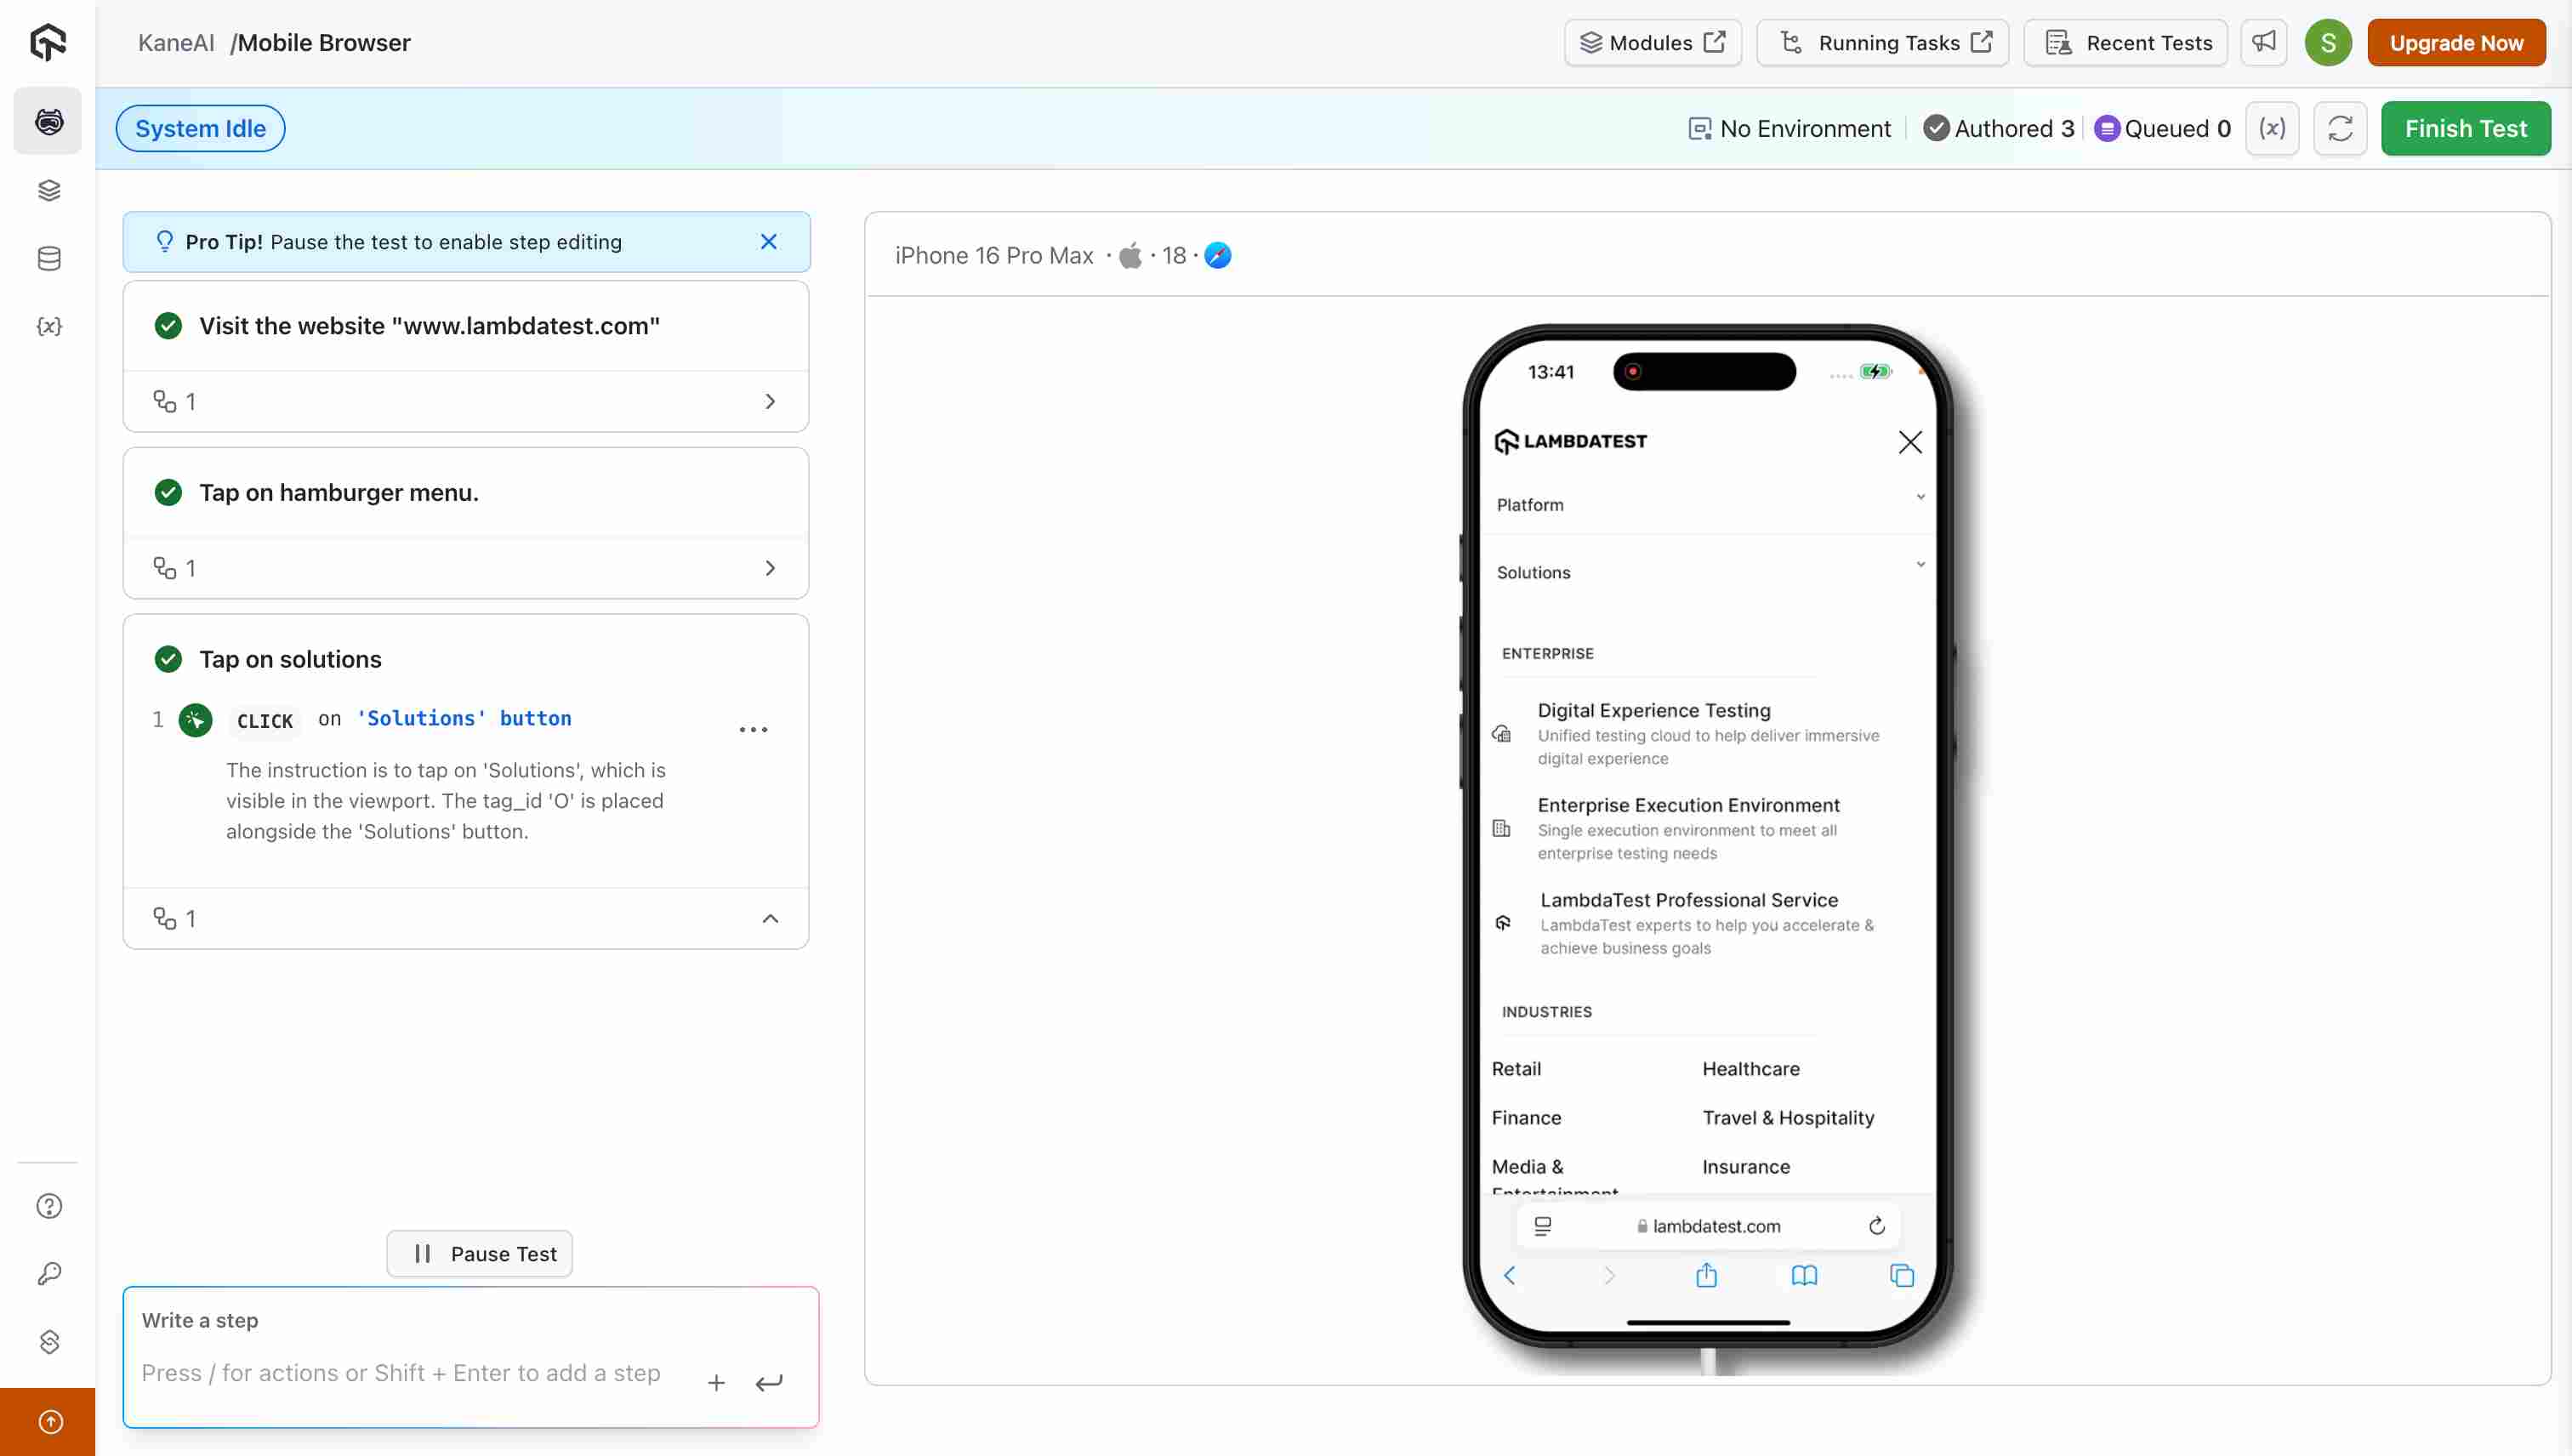 KaneAI /Mobile Browser
Modules
Running Tasks
Recent Tests
S
Upgrade Now
System Idle
No Environment
Authored 3
Queued 0
(x)
Finish Test
Pro Tip! Pause the test to enable step editing
Visit the website "www.lambdatest.com"
1
Tap on hamburger menu.
1
Tap on solutions
1 CLICK on 'Solutions' button
The instruction is to tap on 'Solutions', which is
visible in the viewport. The tag_id 'O' is placed
alongside the 'Solutions' button.
1
Pause Test
Write a step
Press / for actions or Shift + Enter to add a step
{x}
iPhone 16 Pro Max · · 18 ·
13:41
LAMBDATEST
Platform
Solutions
ENTERPRISE
Digital Experience Testing
Unified testing cloud to help deliver immersive
digital experience
Enterprise Execution Environment
Single execution environment to meet all
enterprise testing needs
LambdaTest Professional Service
LambdaTest experts to help you accelerate &
achieve business goals
INDUSTRIES
Retail Healthcare
Finance Travel & Hospitality
Media & Insurance
Entertainment
lambdatest.com